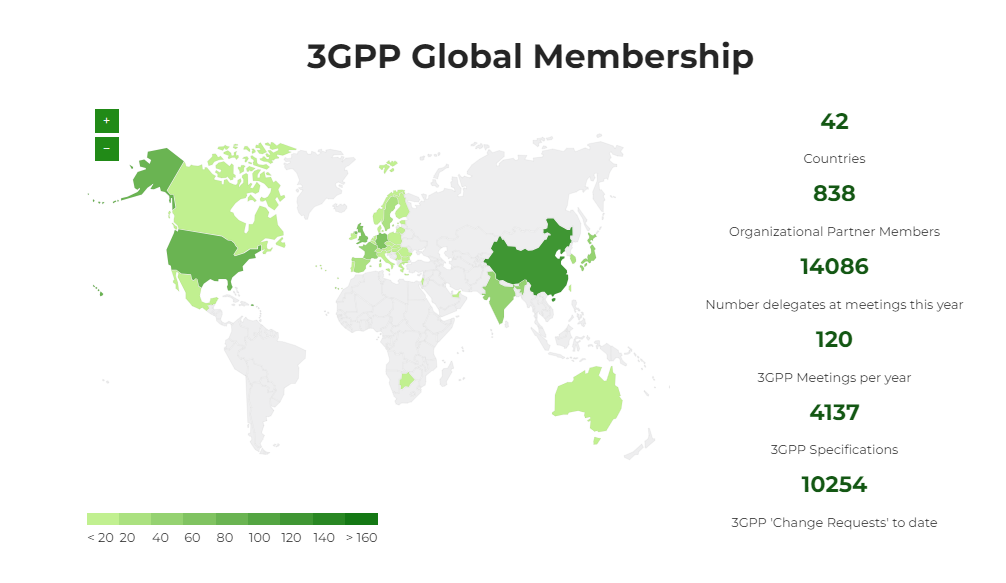 3GPP Global Membership
+
−
42
Countries
838
Organizational Partner Members
14086
Number delegates at meetings this year
120
3GPP Meetings per year
4137
3GPP Specifications
10254
3GPP 'Change Requests' to date
< 20 20 40 60 80 100 120 140 > 160